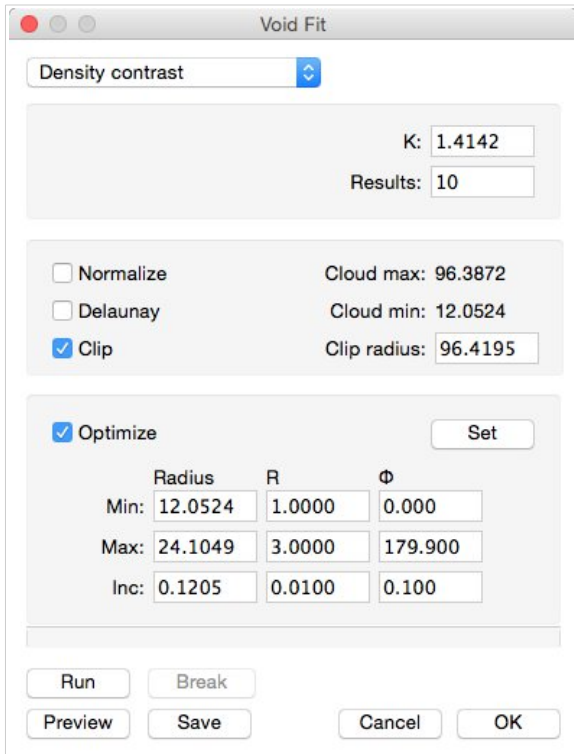 Void Fit
Density contrast
K: 1.4142
Results: 10
Normalize Cloud max: 96.3872
Delaunay Cloud min: 12.0524
Clip Clip radius: 96.4195
Optimize Set
Radius R Φ
Min: 12.0524 1.0000 0.000
Max: 24.1049 3.0000 179.900
Inc: 0.1205 0.0100 0.100
Run Break
Preview Save Cancel OK